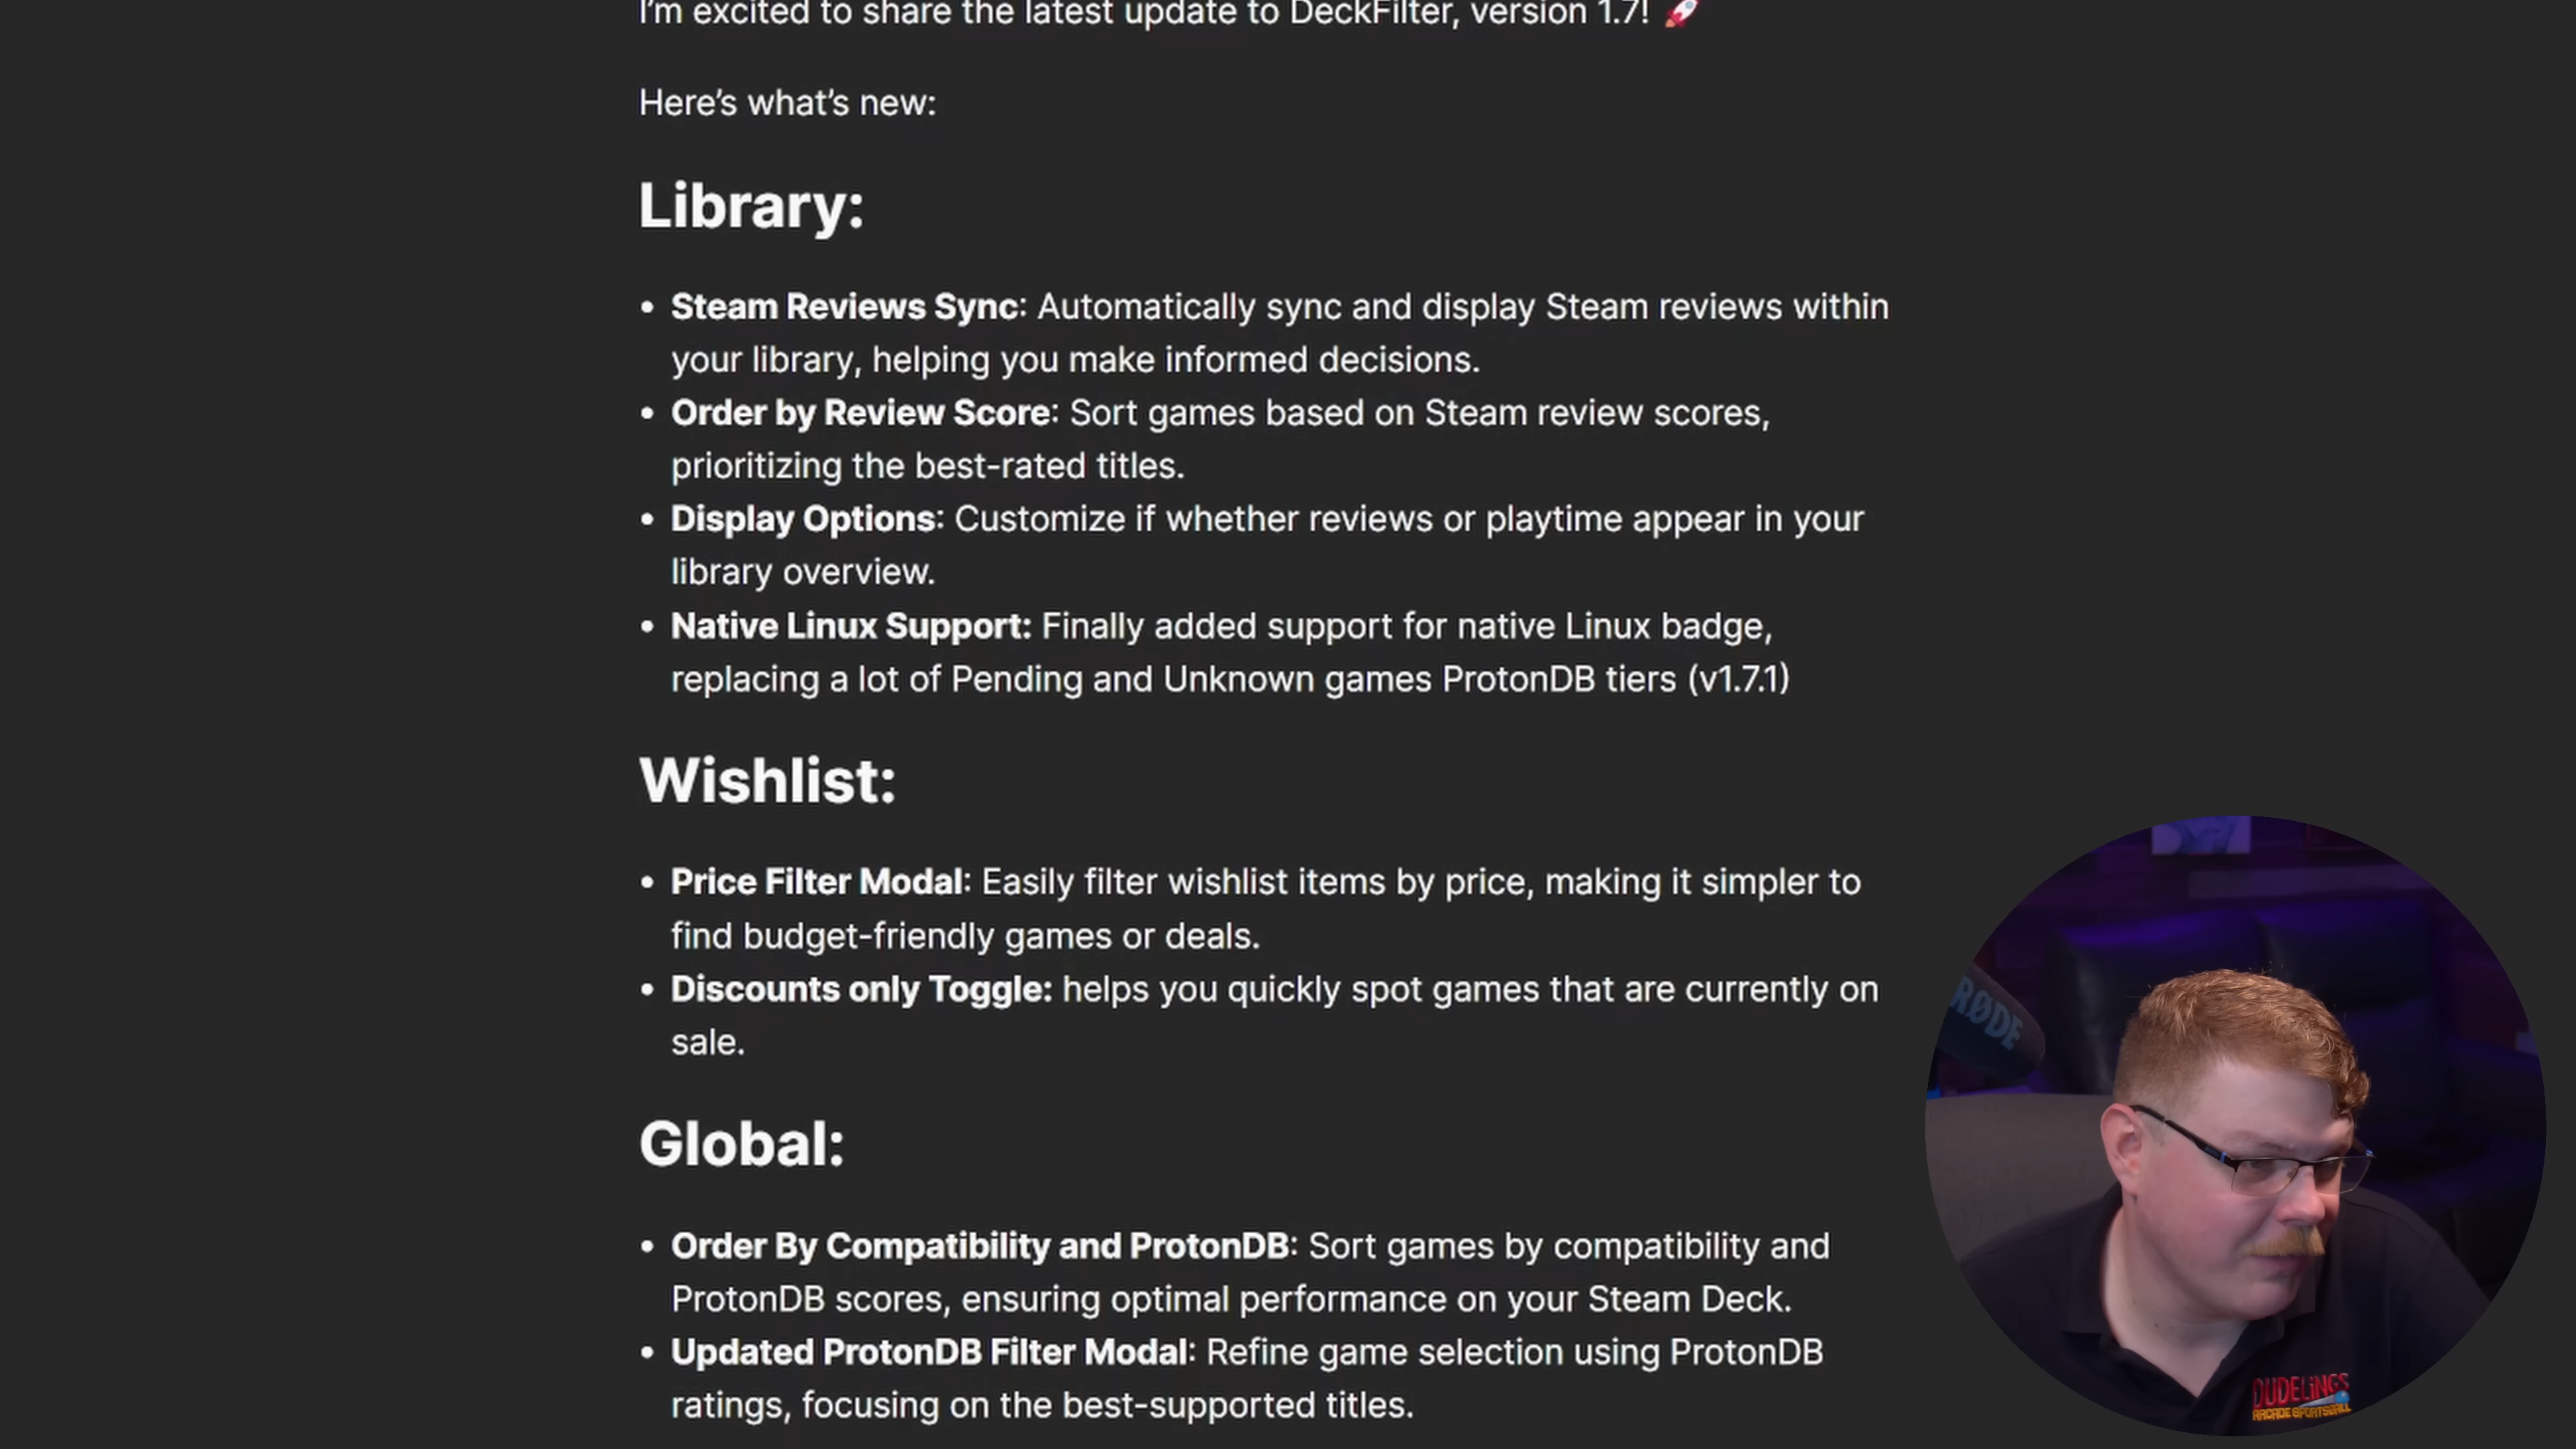 I'm excited to share the latest update to DeckFilter, version 1.7! 🚀
Here's what's new:
Library:
• Steam Reviews Sync: Automatically sync and display Steam reviews within
your library, helping you make informed decisions.
• Order by Review Score: Sort games based on Steam review scores,
prioritizing the best-rated titles.
• Display Options: Customize if whether reviews or playtime appear in your
library overview.
• Native Linux Support: Finally added support for native Linux badge,
replacing a lot of Pending and Unknown games ProtonDB tiers (v1.7.1)
Wishlist:
• Price Filter Modal: Easily filter wishlist items by price, making it simpler to
find budget-friendly games or deals.
• Discounts only Toggle: helps you quickly spot games that are currently on
sale.
Global:
• Order By Compatibility and ProtonDB: Sort games by compatibility and
ProtonDB scores, ensuring optimal performance on your Steam Deck.
• Updated ProtonDB Filter Modal: Refine game selection using ProtonDB
ratings, focusing on the best-supported titles.
RØDE
DUDELINGS
ARCADE SPORTSBALL